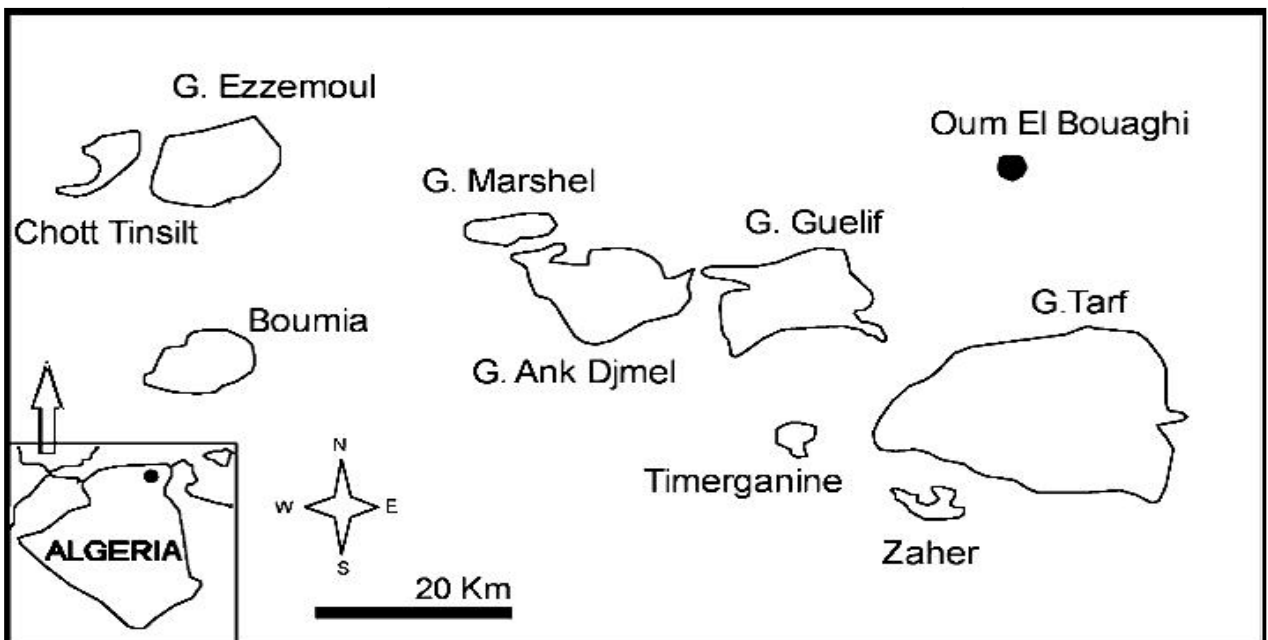 G. Ezzemoul
Oum El Bouaghi
G. Marshel
Chott Tinsilt
G. Guelif
Boumia
G.Tarf
G. Ank Djmel
Timerganine
Zaher
N
W
E
S
ALGERIA
20 Km